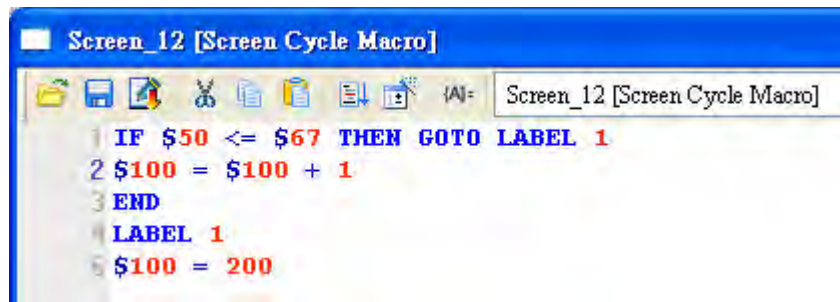 Screen_12 [Screen Cycle Macro]
{A}= Screen_12 [Screen Cycle Macro]
1 IF $50 <= $67 THEN GOTO LABEL 1
2 $100 = $100 + 1
3 END
4 LABEL 1
5 $100 = 200